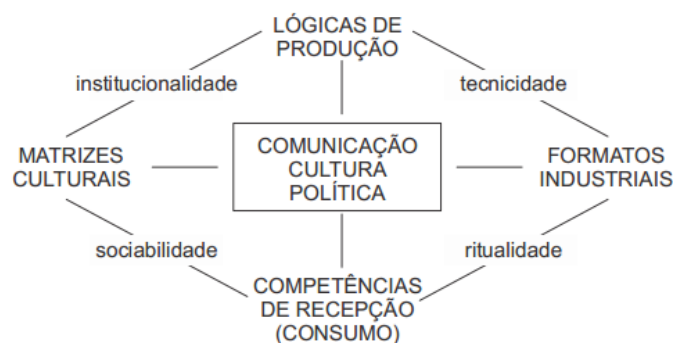 LÓGICAS DE
PRODUÇÃO
institucionalidade
tecnicidade
MATRIZES
CULTURAIS
COMUNICAÇÃO
CULTURA
POLÍTICA
FORMATOS
INDUSTRIAIS
sociabilidade
ritualidade
COMPETÊNCIAS
DE RECEPÇÃO
(CONSUMO)